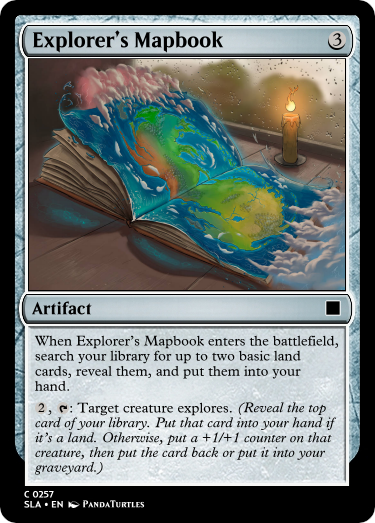 Explorer's Mapbook 3
Artifact
When Explorer's Mapbook enters the battlefield,
search your library for up to two basic land
cards, reveal them, and put them into your
hand.
2, : Target creature explores. (Reveal the top
card of your library. Put that card into your hand if
it's a land. Otherwise, put a +1/+1 counter on that
creature, then put the card back or put it into your
graveyard.)
C 0257
SLA • EN PandaTurtles